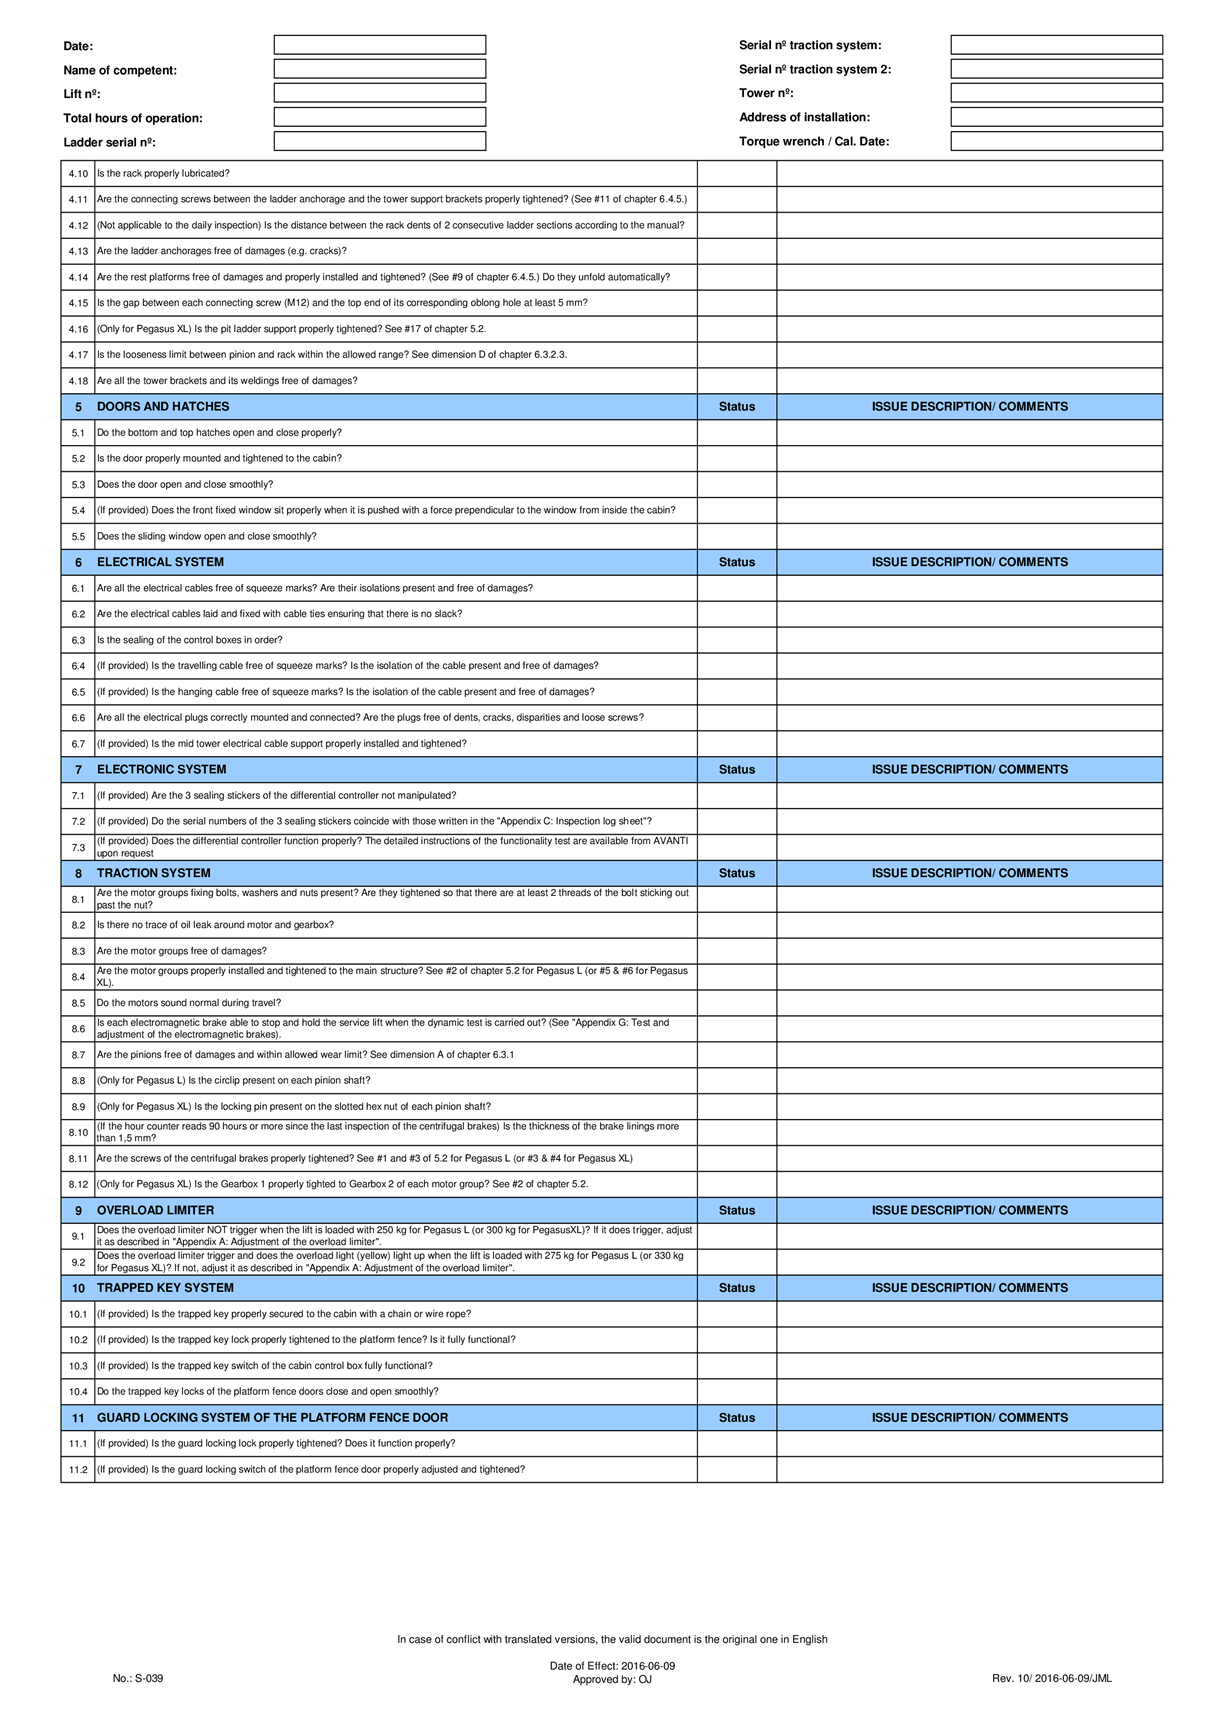 Date:
Serial nº traction system:
Name of competent:
Serial nº traction system 2:
Lift nº:
Tower nº:
Total hours of operation:
Address of installation:
Ladder serial nº:
Torque wrench / Cal. Date:
4.10 Is the rack properly lubricated?
4.11 Are the connecting screws between the ladder anchorage and the tower support brackets properly tightened? (See #11 of chapter 6.4.5.)
4.12 (Not applicable to the daily inspection) Is the distance between the rack dents of 2 consecutive ladder sections according to the manual?
4.13 Are the ladder anchorages free of damages (e.g. cracks)?
4.14 Are the rest platforms free of damages and properly installed and tightened? (See #9 of chapter 6.4.5.) Do they unfold automatically?
4.15 Is the gap between each connecting screw (M12) and the top end of its corresponding oblong hole at least 5 mm?
4.16 (Only for Pegasus XL) Is the pit ladder support properly tightened? See #17 of chapter 5.2.
4.17 Is the looseness limit between pinion and rack within the allowed range? See dimension D of chapter 6.3.2.3.
4.18 Are all the tower brackets and its weldings free of damages?
5 DOORS AND HATCHES Status ISSUE DESCRIPTION/ COMMENTS
5.1 Do the bottom and top hatches open and close properly?
5.2 Is the door properly mounted and tightened to the cabin?
5.3 Does the door open and close smoothly?
5.4 (If provided) Does the front fixed window sit properly when it is pushed with a force prependicular to the window from inside the cabin?
5.5 Does the sliding window open and close smoothly?
6 ELECTRICAL SYSTEM Status ISSUE DESCRIPTION/ COMMENTS
6.1 Are all the electrical cables free of squeeze marks? Are their isolations present and free of damages?
6.2 Are the electrical cables laid and fixed with cable ties ensuring that there is no slack?
6.3 Is the sealing of the control boxes in order?
6.4 (If provided) Is the travelling cable free of squeeze marks? Is the isolation of the cable present and free of damages?
6.5 (If provided) Is the hanging cable free of squeeze marks? Is the isolation of the cable present and free of damages?
6.6 Are all the electrical plugs correctly mounted and connected? Are the plugs free of dents, cracks, disparities and loose screws?
6.7 (If provided) Is the mid tower electrical cable support properly installed and tightened?
7 ELECTRONIC SYSTEM Status ISSUE DESCRIPTION/ COMMENTS
7.1 (If provided) Are the 3 sealing stickers of the differential controller not manipulated?
7.2 (If provided) Do the serial numbers of the 3 sealing stickers coincide with those written in the "Appendix C: Inspection log sheet"?
7.3 (If provided) Does the differential controller function properly? The detailed instructions of the functionality test are available from AVANTI
upon request
8 TRACTION SYSTEM Status ISSUE DESCRIPTION/ COMMENTS
8.1 Are the motor groups fixing bolts, washers and nuts present? Are they tightened so that there are at least 2 threads of the bolt sticking out
past the nut?
8.2 Is there no trace of oil leak around motor and gearbox?
8.3 Are the motor groups free of damages?
8.4 Are the motor groups properly installed and tightened to the main structure? See #2 of chapter 5.2 for Pegasus L (or #5 & #6 for Pegasus
XL).
8.5 Do the motors sound normal during travel?
8.6 Is each electromagnetic brake able to stop and hold the service lift when the dynamic test is carried out? (See "Appendix G: Test and
adjustment of the electromagnetic brakes).
8.7 Are the pinions free of damages and within allowed wear limit? See dimension A of chapter 6.3.1
8.8 (Only for Pegasus L) Is the circlip present on each pinion shaft?
8.9 (Only for Pegasus XL) Is the locking pin present on the slotted hex nut of each pinion shaft?
8.10 (If the hour counter reads 90 hours or more since the last inspection of the centrifugal brakes) Is the thickness of the brake linings more
than 1,5 mm?
8.11 Are the screws of the centrifugal brakes properly tightened? See #1 and #3 of 5.2 for Pegasus L (or #3 & #4 for Pegasus XL)
8.12 (Only for Pegasus XL) Is the Gearbox 1 properly tighted to Gearbox 2 of each motor group? See #2 of chapter 5.2.
9 OVERLOAD LIMITER Status ISSUE DESCRIPTION/ COMMENTS
9.1 Does the overload limiter NOT trigger when the lift is loaded with 250 kg for Pegasus L (or 300 kg for PegasusXL)? If it does trigger, adjust
it as described in "Appendix A: Adjustment of the overload limiter".
9.2 Does the overload limiter trigger and does the overload light (yellow) light up when the lift is loaded with 275 kg for Pegasus L (or 330 kg
for Pegasus XL)? If not, adjust it as described in "Appendix A: Adjustment of the overload limiter".
10 TRAPPED KEY SYSTEM Status ISSUE DESCRIPTION/ COMMENTS
10.1 (If provided) Is the trapped key properly secured to the cabin with a chain or wire rope?
10.2 (If provided) Is the trapped key lock properly tightened to the platform fence? Is it fully functional?
10.3 (If provided) Is the trapped key switch of the cabin control box fully functional?
10.4 Do the trapped key locks of the platform fence doors close and open smoothly?
11 GUARD LOCKING SYSTEM OF THE PLATFORM FENCE DOOR Status ISSUE DESCRIPTION/ COMMENTS
11.1 (If provided) Is the guard locking lock properly tightened? Does it function properly?
11.2 (If provided) Is the guard locking switch of the platform fence door properly adjusted and tightened?
In case of conflict with translated versions, the valid document is the original one in English
Date of Effect: 2016-06-09
No.: S-039
Approved by: OJ
Rev. 10/ 2016-06-09/JML